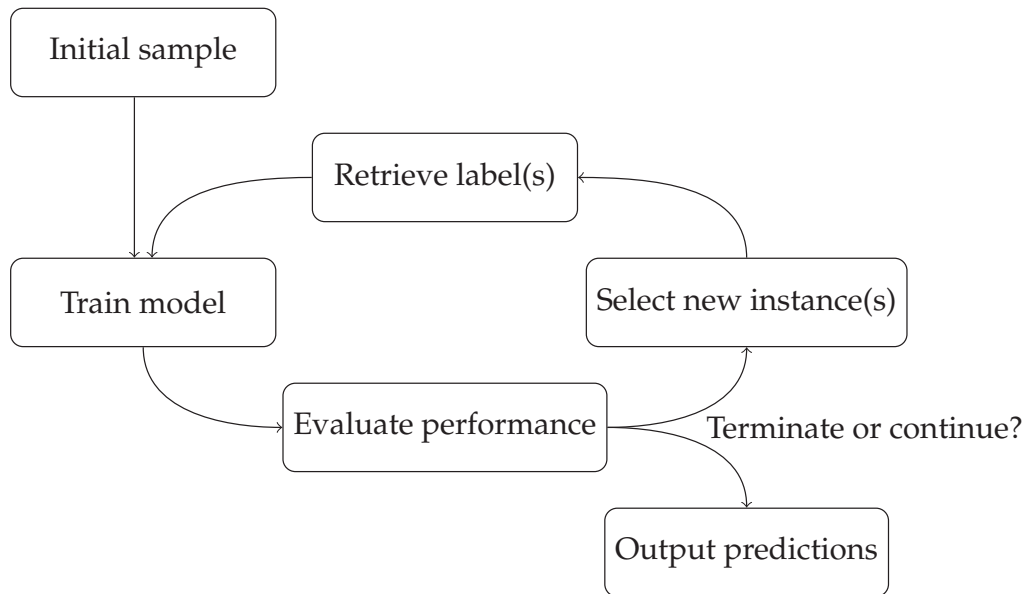 Initial sample
Retrieve label(s)
Train model
Select new instance(s)
Evaluate performance
Terminate or continue?
Output predictions